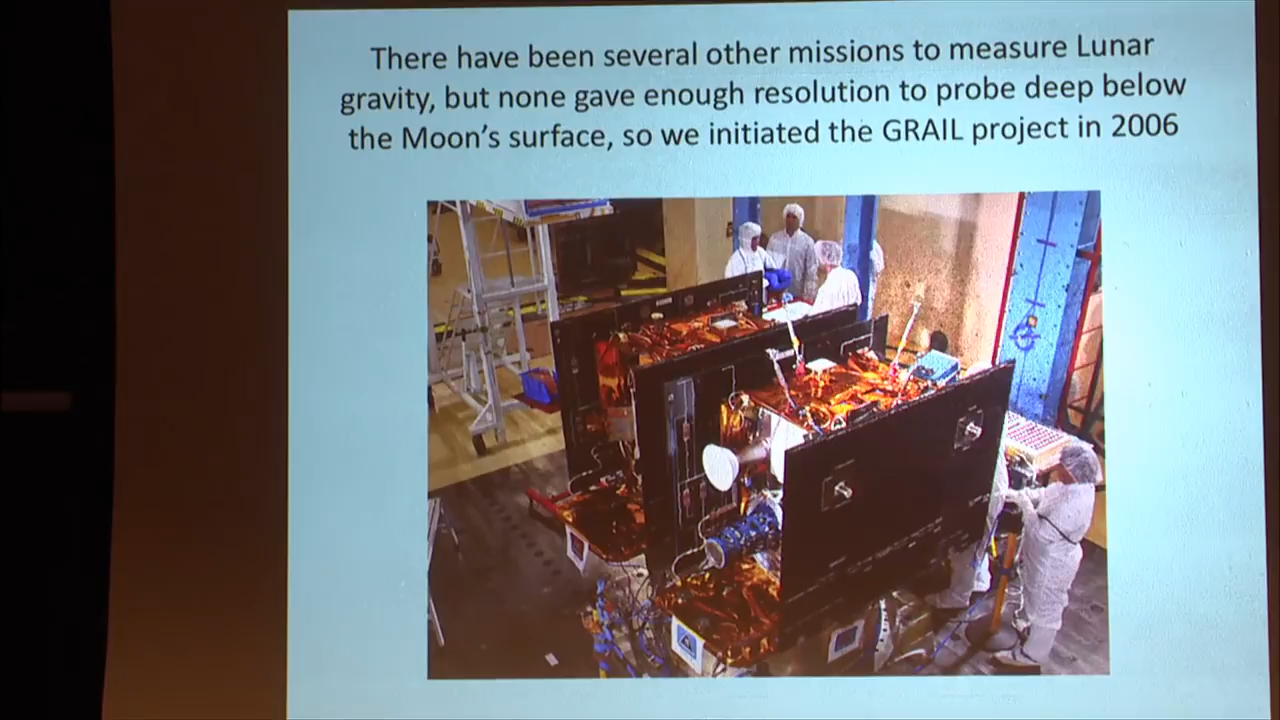 There have been several other missions to measure Lunar
gravity, but none gave enough resolution to probe deep below
the Moon's surface, so we initiated the GRAIL project in 2006